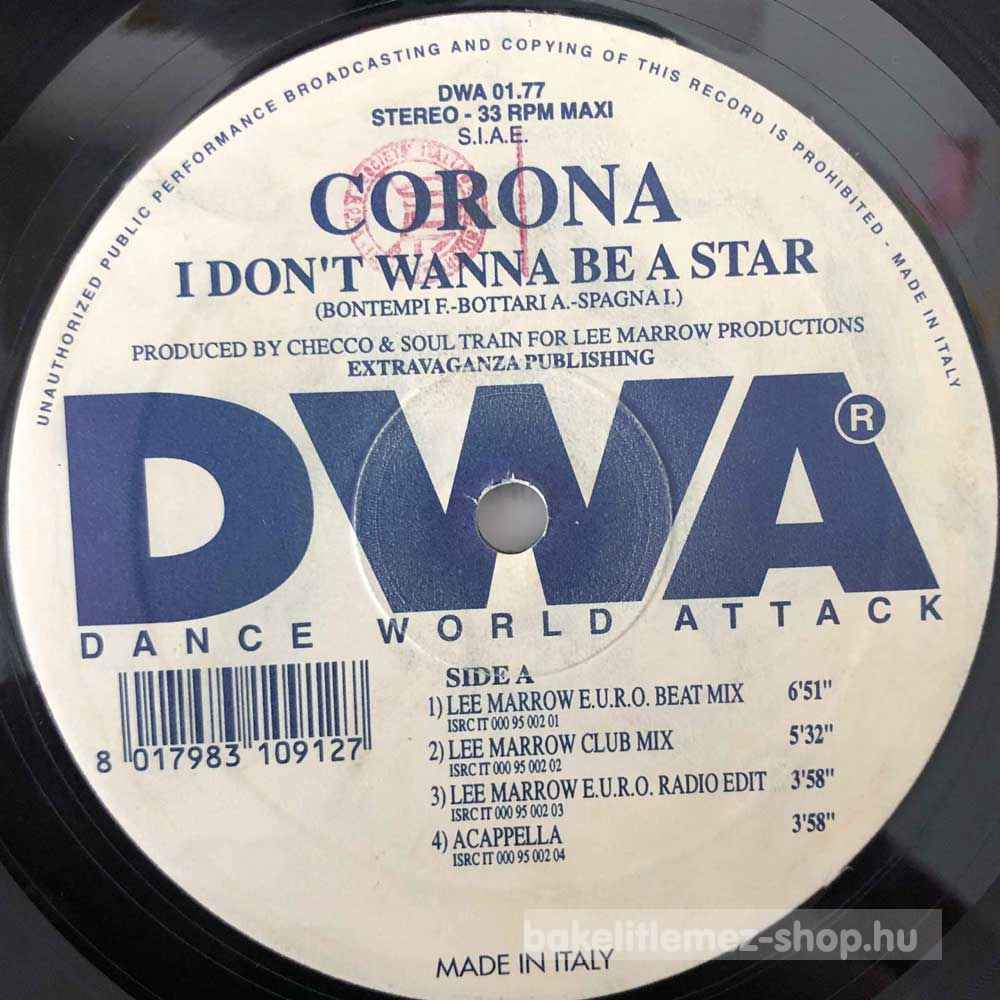 UNAUTHORIZED PUBLIC PERFORMANCE BROADCASTING AND COPYING OF THIS RECORD IS PROHIBITED - MADE IN ITALY
DWA 01.77
STEREO - 33 RPM MAXI
S.I.A.E.
CORONA
I DON'T WANNA BE A STAR
(BONTEMPI F.-BOTTARI A.-SPAGNA I.)
PRODUCED BY CHECCO & SOUL TRAIN FOR LEE MARROW PRODUCTIONS
EXTRAVAGANZA PUBLISHING
DWA®
DANCE WORLD ATTACK
SIDE A
1) LEE MARROW E.U.R.O. BEAT MIX 6'51"
ISRC IT 000 95 002 01
2) LEE MARROW CLUB MIX 5'32"
ISRC IT 000 95 002 02
3) LEE MARROW E.U.R.O. RADIO EDIT 3'58"
ISRC IT 000 95 002 03
4) ACAPPELLA 3'58"
ISRC IT 000 95 002 04
8 017983 109127
MADE IN ITALY
bakelitlemez-shop.hu